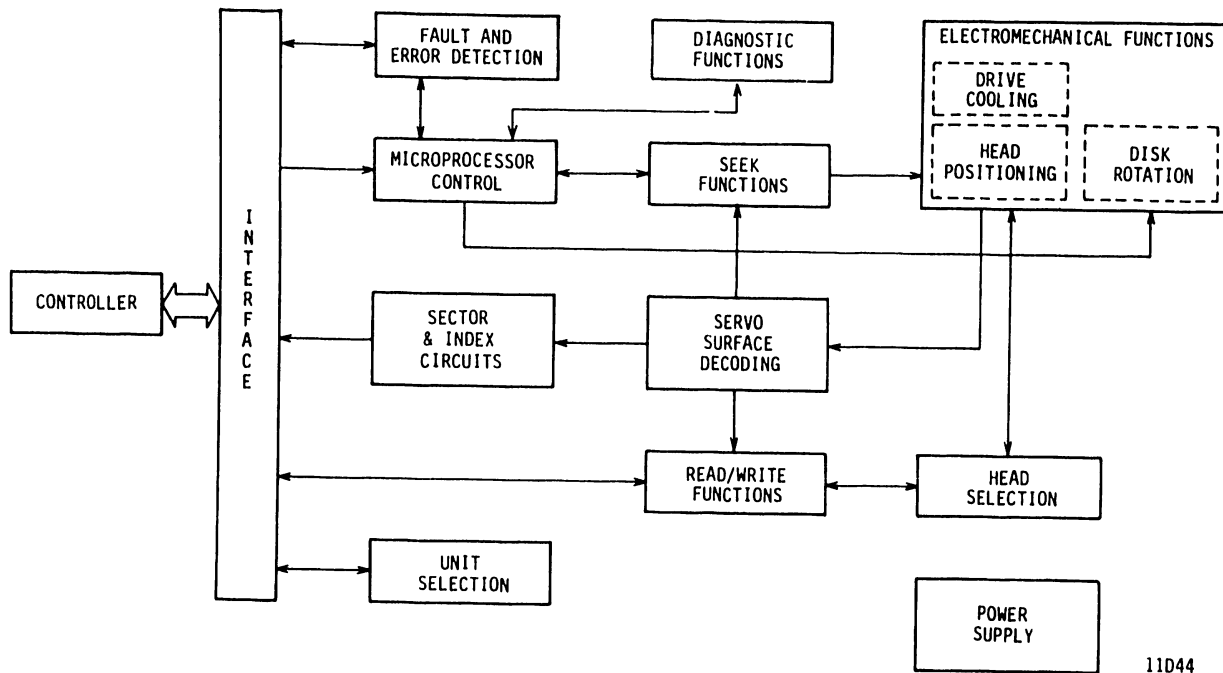 FAULT AND
ERROR DETECTION
DIAGNOSTIC
FUNCTIONS
ELECTROMECHANICAL FUNCTIONS
DRIVE
COOLING
HEAD
POSITIONING
DISK
ROTATION
MICROPROCESSOR
CONTROL
SEEK
FUNCTIONS
INTERFACE
CONTROLLER
SECTOR
& INDEX
CIRCUITS
SERVO
SURFACE
DECODING
READ/WRITE
FUNCTIONS
HEAD
SELECTION
UNIT
SELECTION
POWER
SUPPLY
11D44